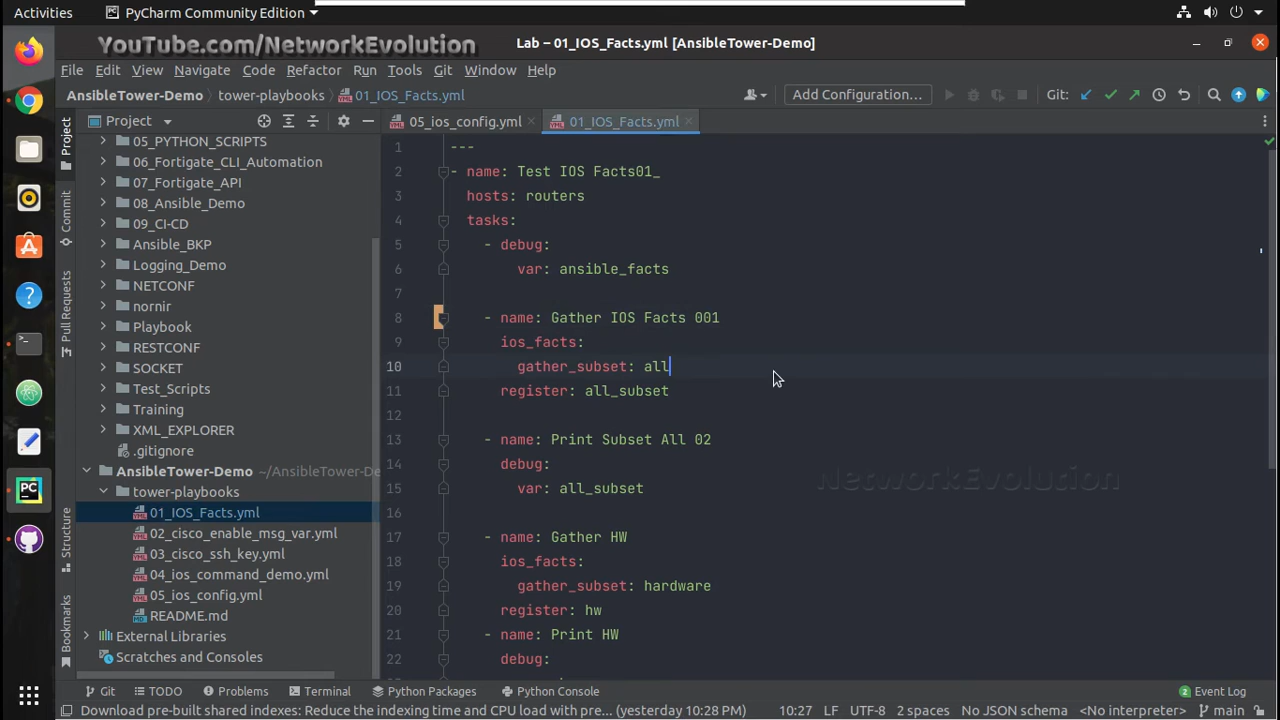 Activities
PyCharm Community Edition
YouTube.com/NetworkEvolution
Lab – 01_IOS_Facts.yml [AnsibleTower-Demo]
File Edit View Navigate Code Refactor Run Tools Git Window Help
AnsibleTower-Demo tower-playbooks 01_IOS_Facts.yml
Add Configuration...
Git:
Project
05_ios_config.yml
01_IOS_Facts.yml
Project
Commit
Pull Requests
Structure
Bookmarks
05_PYTHON_SCRIPTS
06_Fortigate_CLI_Automation
07_Fortigate_API
08_Ansible_Demo
09_CI-CD
Ansible_BKP
Logging_Demo
NETCONF
nornir
Playbook
RESTCONF
SOCKET
Test_Scripts
Training
XML_EXPLORER
.gitignore
AnsibleTower-Demo ~/AnsibleTower-De
tower-playbooks
01_IOS_Facts.yml
02_cisco_enable_msg_var.yml
03_cisco_ssh_key.yml
04_ios_command_demo.yml
05_ios_config.yml
README.md
External Libraries
Scratches and Consoles
1 ---
2 - name: Test IOS Facts01_
3 hosts: routers
4 tasks:
5 - debug:
6 var: ansible_facts
7
8 - name: Gather IOS Facts 001
9 ios_facts:
10 gather_subset: all
11 register: all_subset
12
13 - name: Print Subset All 02
14 debug:
15 var: all_subset
16
17 - name: Gather HW
18 ios_facts:
19 gather_subset: hardware
20 register: hw
21 - name: Print HW
22 debug:
NetworkEvolution
Git TODO Problems Terminal Python Packages Python Console
2 Event Log
Download pre-built shared indexes: Reduce the indexing time and CPU load with pre... (yesterday 10:28 PM)
10:27 LF UTF-8 2 spaces No JSON schema <No interpreter> main